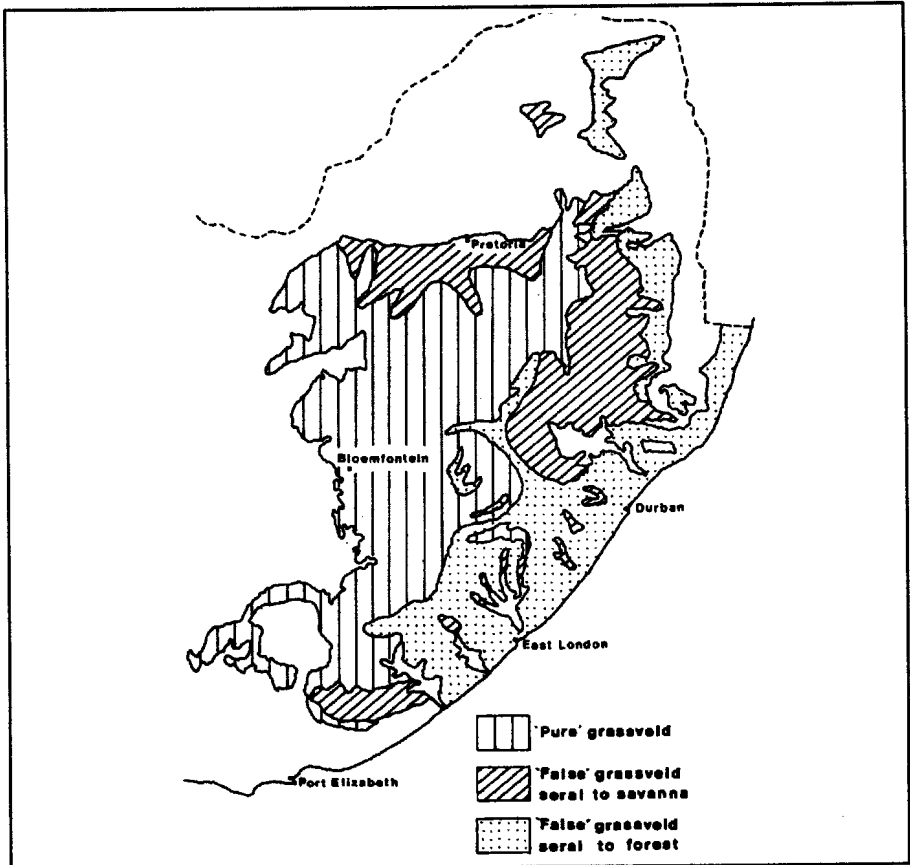 Pretoria
Bloemfontein
Durban
East London
Port Elizabeth
'Pure' grassveld
'False' grassveld
seral to savanna
'False' grassveld
seral to forest